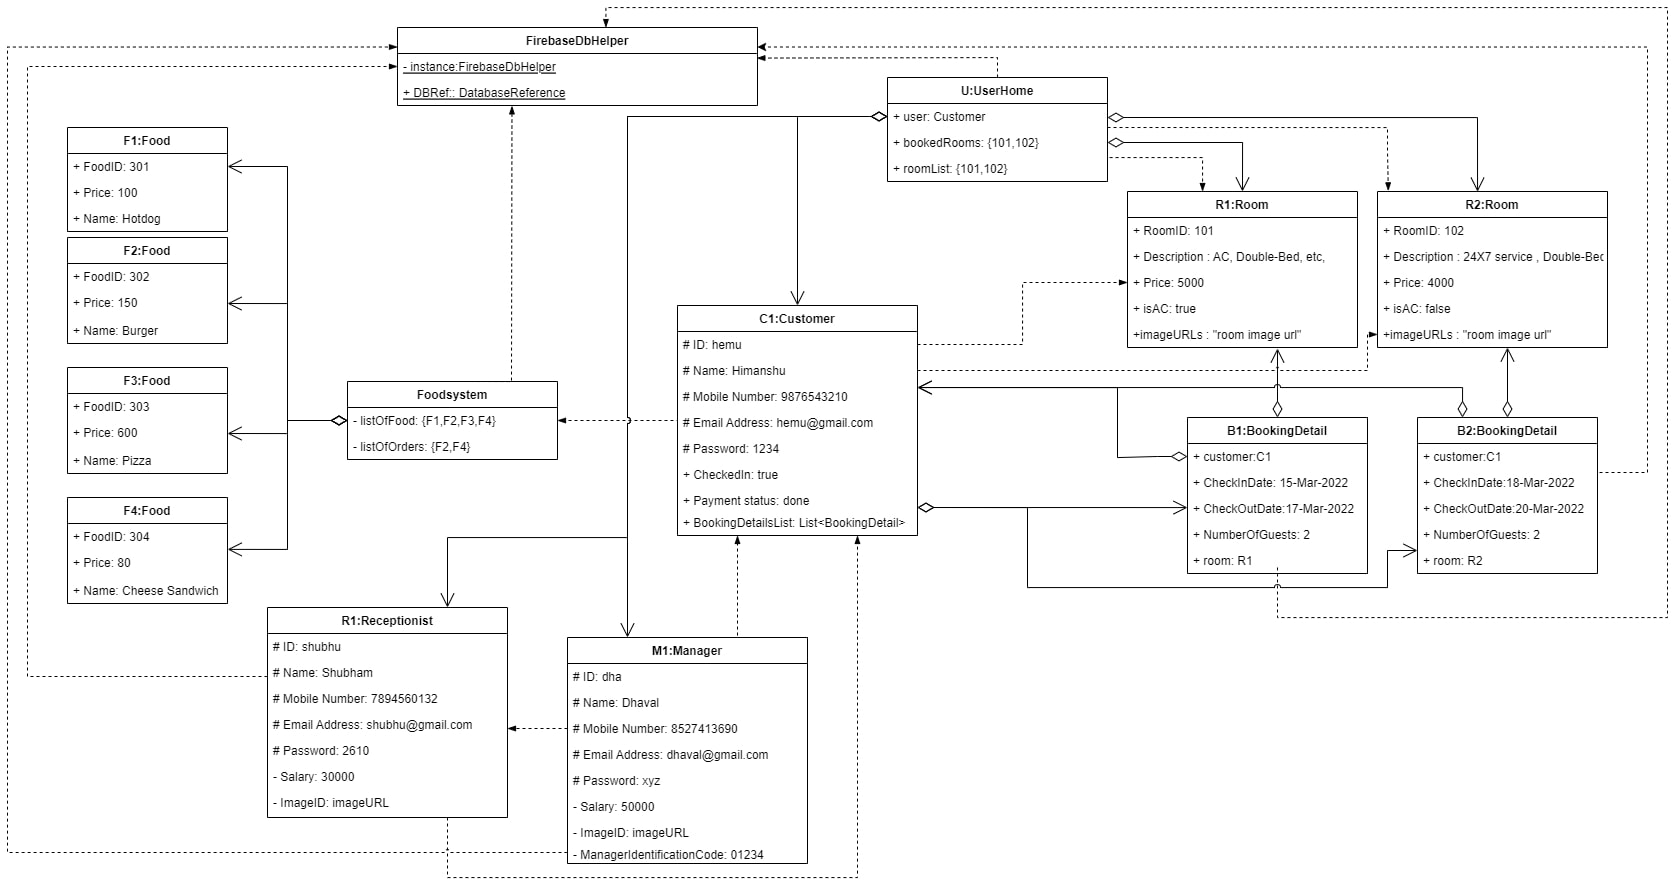 FirebaseDbHelper
- instance:FirebaseDbHelper
+ DBRef:: DatabaseReference
U:UserHome
+ user: Customer
+ bookedRooms: {101,102}
+ roomList: {101,102}
F1:Food
+ FoodID: 301
+ Price: 100
+ Name: Hotdog
F2:Food
+ FoodID: 302
+ Price: 150
+ Name: Burger
F3:Food
+ FoodID: 303
+ Price: 600
+ Name: Pizza
F4:Food
+ FoodID: 304
+ Price: 80
+ Name: Cheese Sandwich
Foodsystem
- listOfFood: {F1,F2,F3,F4}
- listOfOrders: {F2,F4}
C1:Customer
# ID: hemu
# Name: Himanshu
# Mobile Number: 9876543210
# Email Address: hemu@gmail.com
# Password: 1234
+ CheckedIn: true
+ Payment status: done
+ BookingDetailsList: List<BookingDetail>
R1:Room
+ RoomID: 101
+ Description : AC, Double-Bed, etc,
+ Price: 5000
+ isAC: true
+imageURLs : "room image url"
R2:Room
+ RoomID: 102
+ Description : 24X7 service , Double-Bed
+ Price: 4000
+ isAC: false
+imageURLs : "room image url"
B1:BookingDetail
+ customer:C1
+ CheckInDate: 15-Mar-2022
+ CheckOutDate:17-Mar-2022
+ NumberOfGuests: 2
+ room: R1
B2:BookingDetail
+ customer:C1
+ CheckInDate:18-Mar-2022
+ CheckOutDate:20-Mar-2022
+ NumberOfGuests: 2
+ room: R2
R1:Receptionist
# ID: shubhu
# Name: Shubham
# Mobile Number: 7894560132
# Email Address: shubhu@gmail.com
# Password: 2610
- Salary: 30000
- ImageID: imageURL
M1:Manager
# ID: dha
# Name: Dhaval
# Mobile Number: 8527413690
# Email Address: dhaval@gmail.com
# Password: xyz
- Salary: 50000
- ImageID: imageURL
- ManagerIdentificationCode: 01234